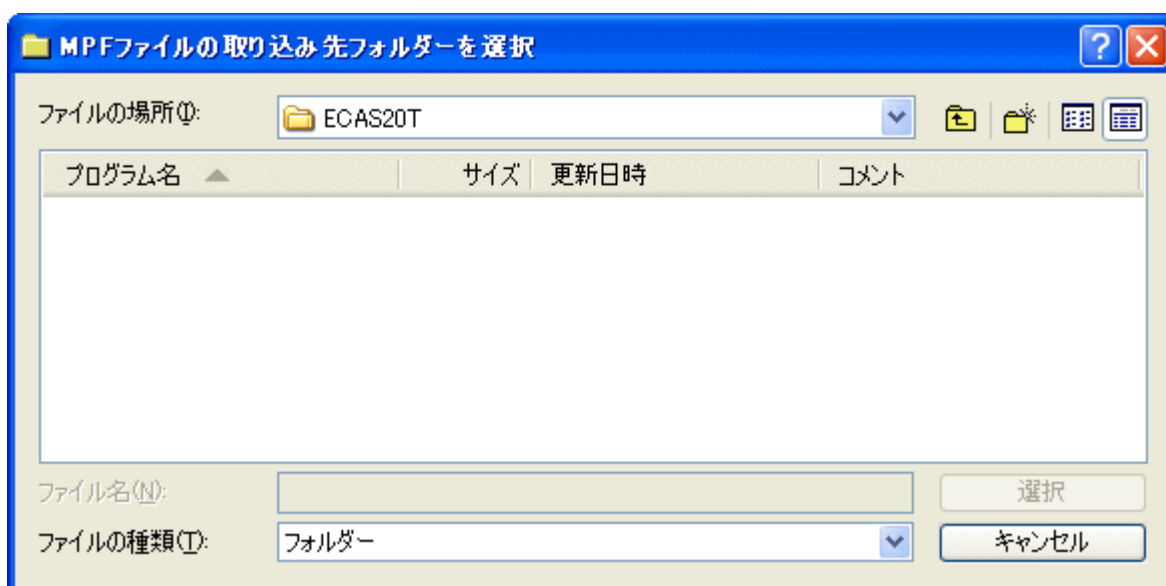 MPFファイルの取り込み先フォルダーを選択
ファイルの場所(I):
ECAS20T
プログラム名 サイズ 更新日時 コメント
ファイル名(N):
選択
ファイルの種類(T):
フォルダー
キャンセル